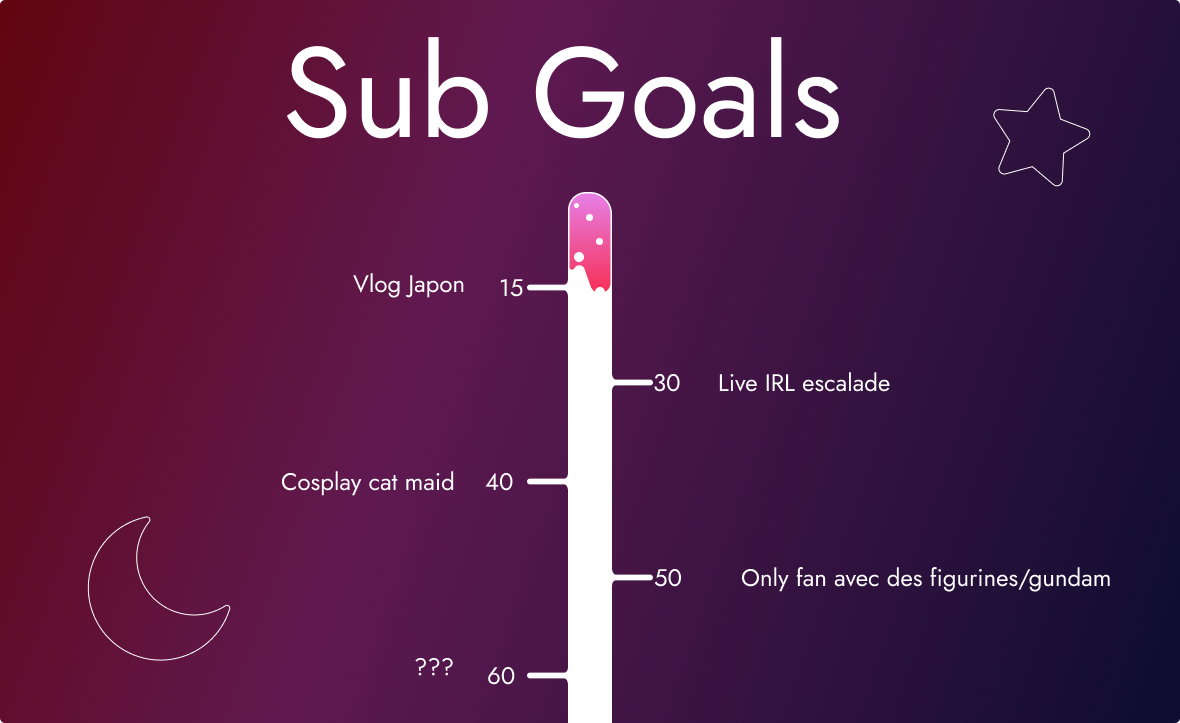 Sub Goals
Vlog Japon 15
30 Live IRL escalade
Cosplay cat maid 40
50 Only fan avec des figurines/gundam
??? 60